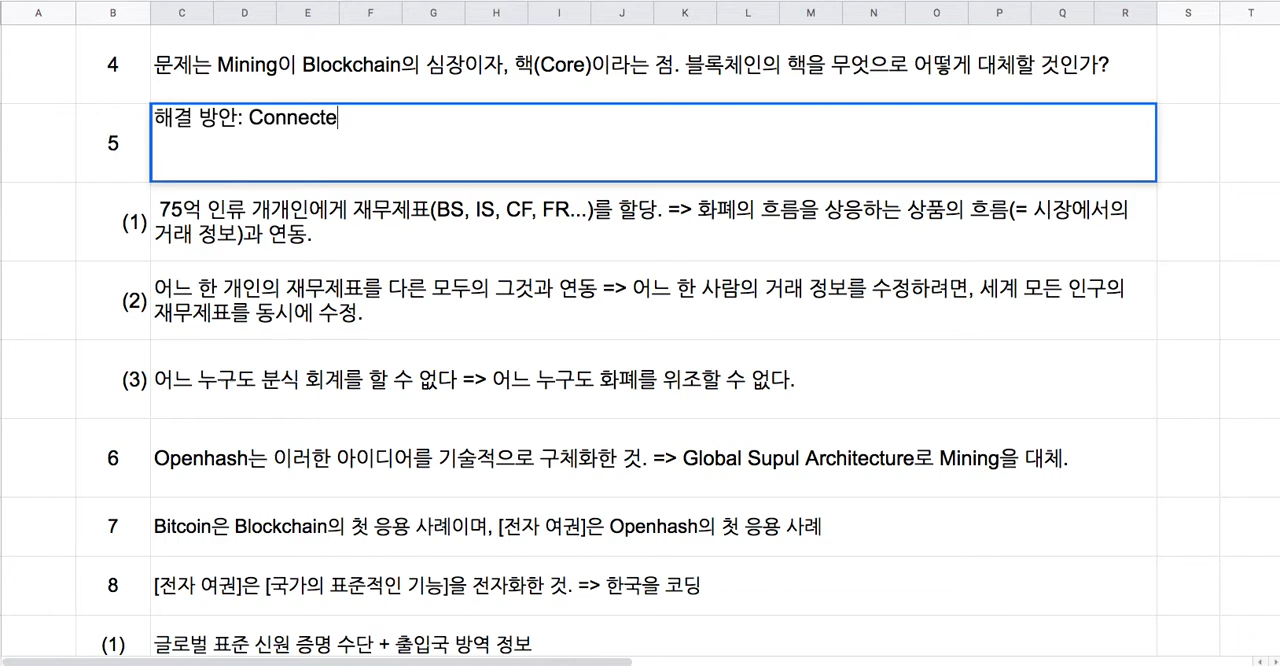 A B C D E F G H I J K L M N O P Q R S T
4 문제는 Mining이 Blockchain의 심장이자, 핵(Core)이라는 점. 블록체인의 핵을 무엇으로 어떻게 대체할 것인가?
5 해결 방안: Connecte
(1) 75억 인류 개개인에게 재무제표(BS, IS, CF, FR...)를 할당. => 화폐의 흐름을 상응하는 상품의 흐름(= 시장에서의
거래 정보)과 연동.
(2) 어느 한 개인의 재무제표를 다른 모두의 그것과 연동 => 어느 한 사람의 거래 정보를 수정하려면, 세계 모든 인구의
재무제표를 동시에 수정.
(3) 어느 누구도 분식 회계를 할 수 없다 => 어느 누구도 화폐를 위조할 수 없다.
6 Openhash는 이러한 아이디어를 기술적으로 구체화한 것. => Global Supul Architecture로 Mining을 대체.
7 Bitcoin은 Blockchain의 첫 응용 사례이며, [전자 여권]은 Openhash의 첫 응용 사례
8 [전자 여권]은 [국가의 표준적인 기능]을 전자화한 것. => 한국을 코딩
(1) 글로벌 표준 신원 증명 수단 + 출입국 방역 정보